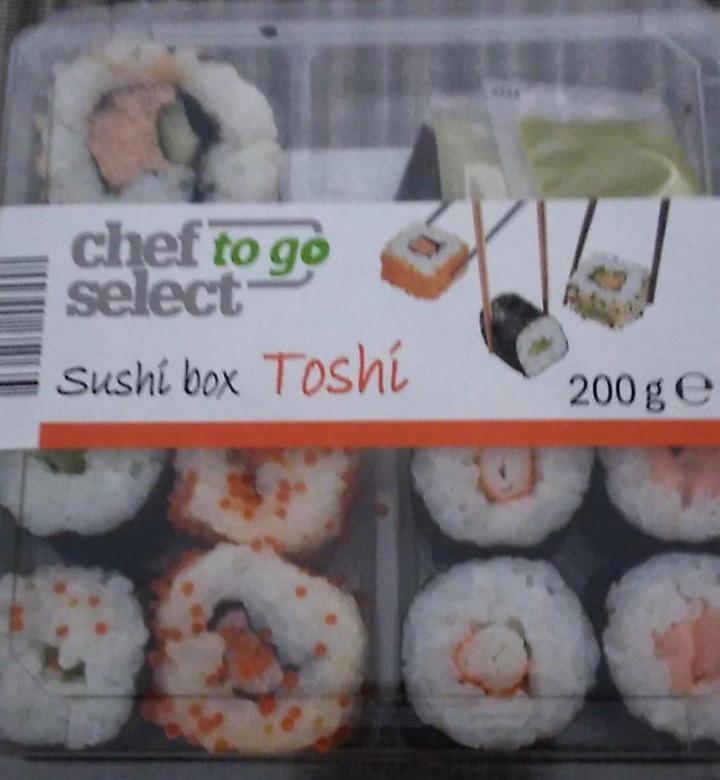 chef to go
select
Sushi box Toshi
200 g ℮